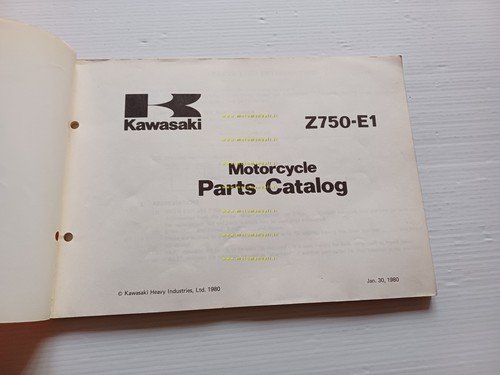 Kawasaki
Z750-E1
Motorcycle
Parts Catalog
© Kawasaki Heavy Industries, Ltd. 1980
Jan. 30, 1980